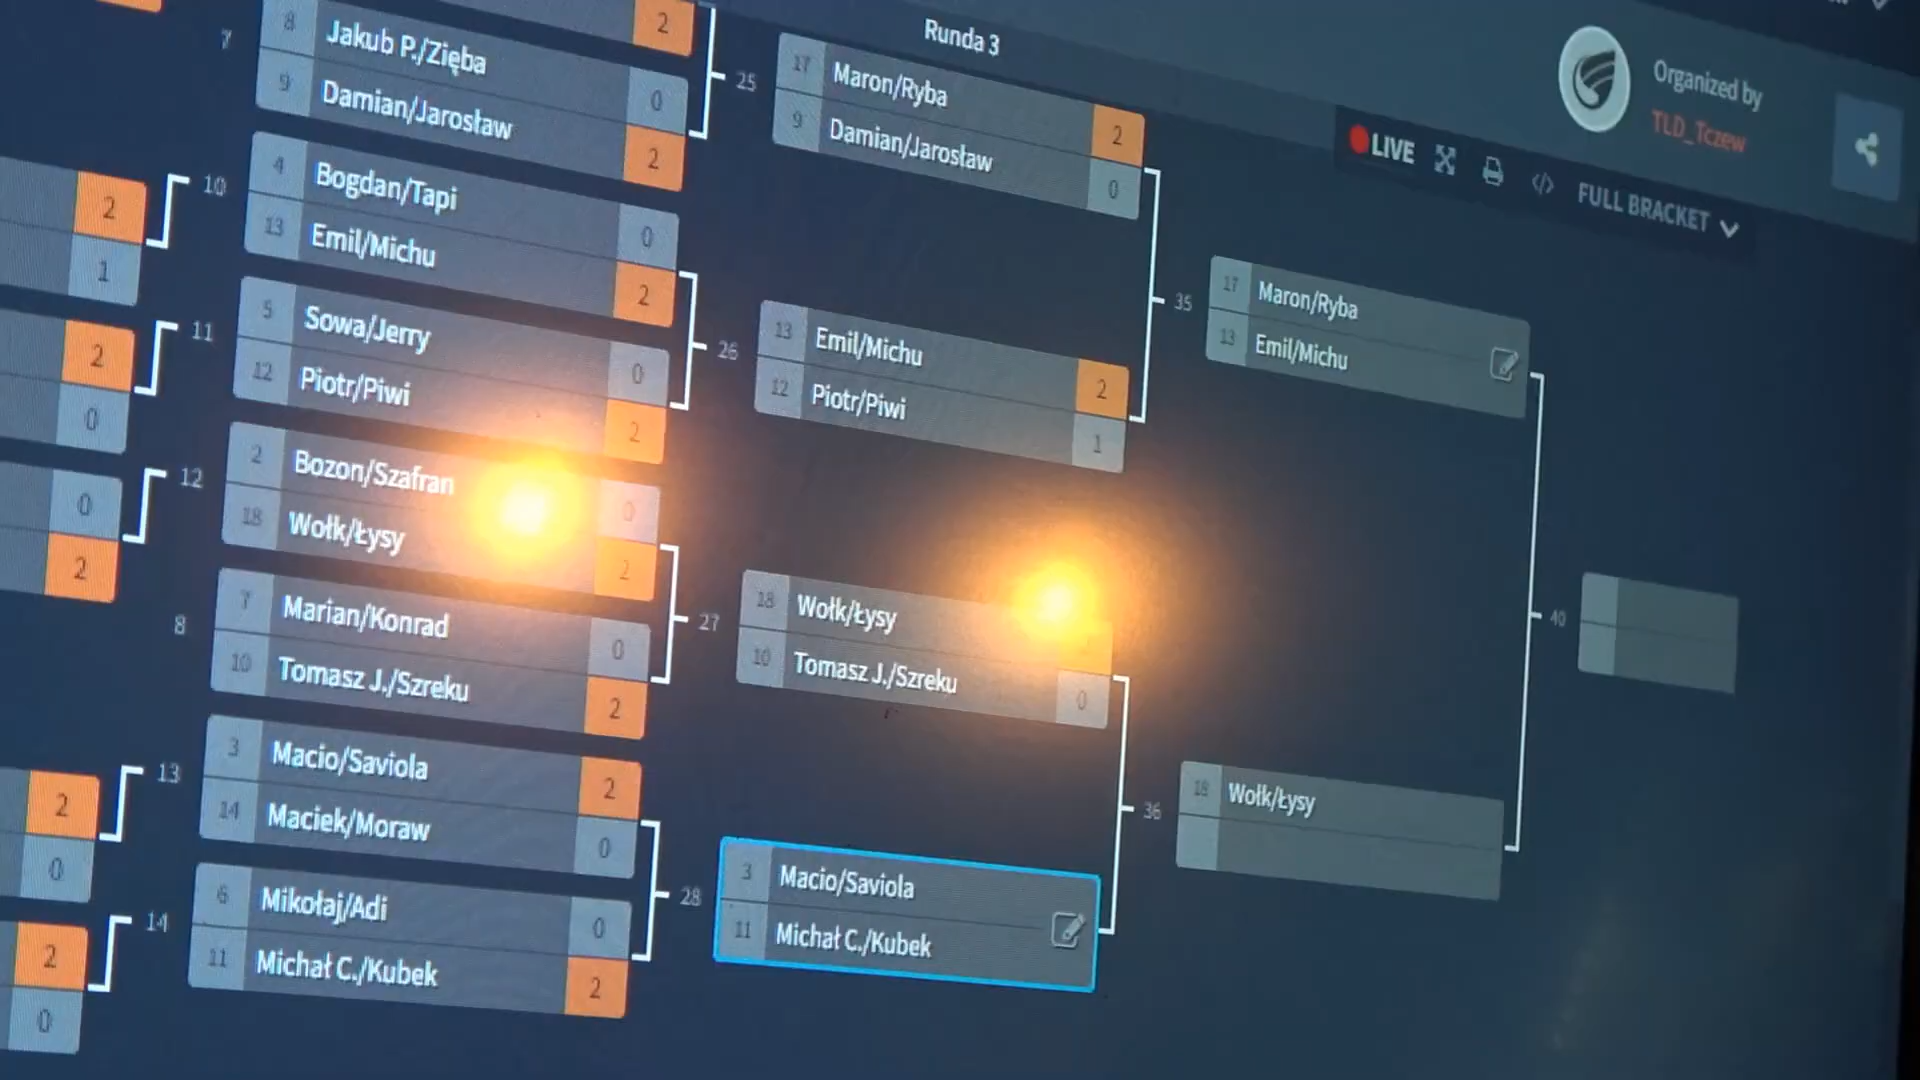 Runda 3
Organized by
TLD_Tczew
LIVE
FULL BRACKET
2
7
8 Jakub P./Zięba 0
9 Damian/Jarosław 2
10
4 Bogdan/Tapi 0
13 Emil/Michu 2
11
5 Sowa/Jerry 0
12 Piotr/Piwi 2
12
2 Bozon/Szafran 0
18 Wołk/Łysy 2
8
7 Marian/Konrad 0
10 Tomasz J./Szreku 2
13
3 Macio/Saviola 2
14 Maciek/Moraw 0
14
6 Mikołaj/Adi 0
11 Michał C./Kubek 2
2
1
2
0
0
2
2
0
2
0
25
17 Maron/Ryba 2
9 Damian/Jarosław 0
26
13 Emil/Michu 2
12 Piotr/Piwi 1
27
18 Wołk/Łysy
10 Tomasz J./Szreku 0
28
3 Macio/Saviola
11 Michał C./Kubek
35
17 Maron/Ryba
13 Emil/Michu
36
18 Wołk/Łysy
40